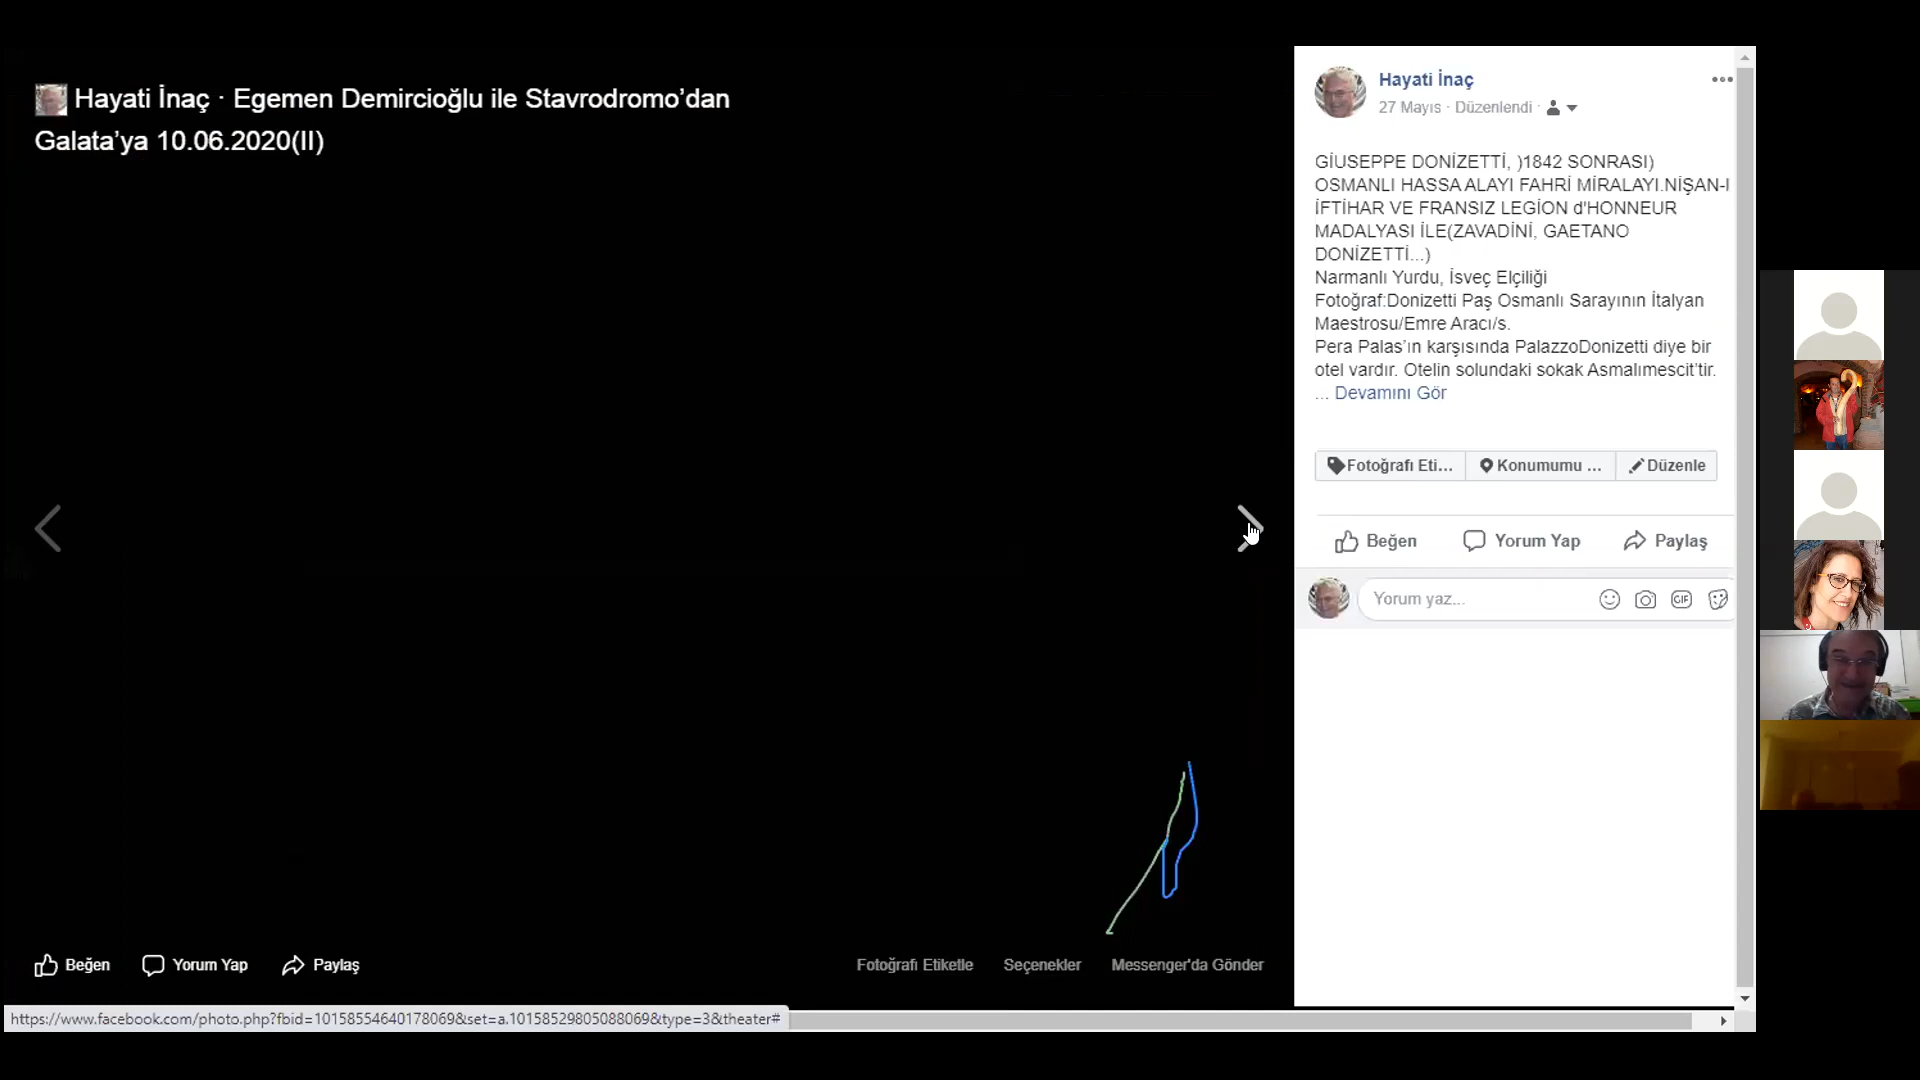 Hayati İnaç · Egemen Demircioğlu ile Stavrodromo’dan
Galata’ya 10.06.2020(II)
Beğen Yorum Yap Paylaş
Fotoğrafı Etiketle Seçenekler Messenger'da Gönder
https://www.facebook.com/photo.php?fbid=10158554640178069&set=a.10158529805088069&type=3&theater#
Hayati İnaç
27 Mayıs · Düzenlendi ·
GİUSEPPE DONİZETTİ, )1842 SONRASI)
OSMANLI HASSA ALAYI FAHRİ MİRALAYI.NİŞAN-I
İFTİHAR VE FRANSIZ LEGİON d'HONNEUR
MADALYASI İLE(ZAVADİNİ, GAETANO
DONİZETTİ...)
Narmanlı Yurdu, İsveç Elçiliği
Fotoğraf:Donizetti Paş Osmanlı Sarayının İtalyan
Maestrosu/Emre Aracı/s.
Pera Palas’ın karşısında PalazzoDonizetti diye bir
otel vardır. Otelin solundaki sokak Asmalımescit’tir.
... Devamını Gör
Fotoğrafı Eti... Konumumu ... Düzenle
Beğen Yorum Yap Paylaş
Yorum yaz...
GIF